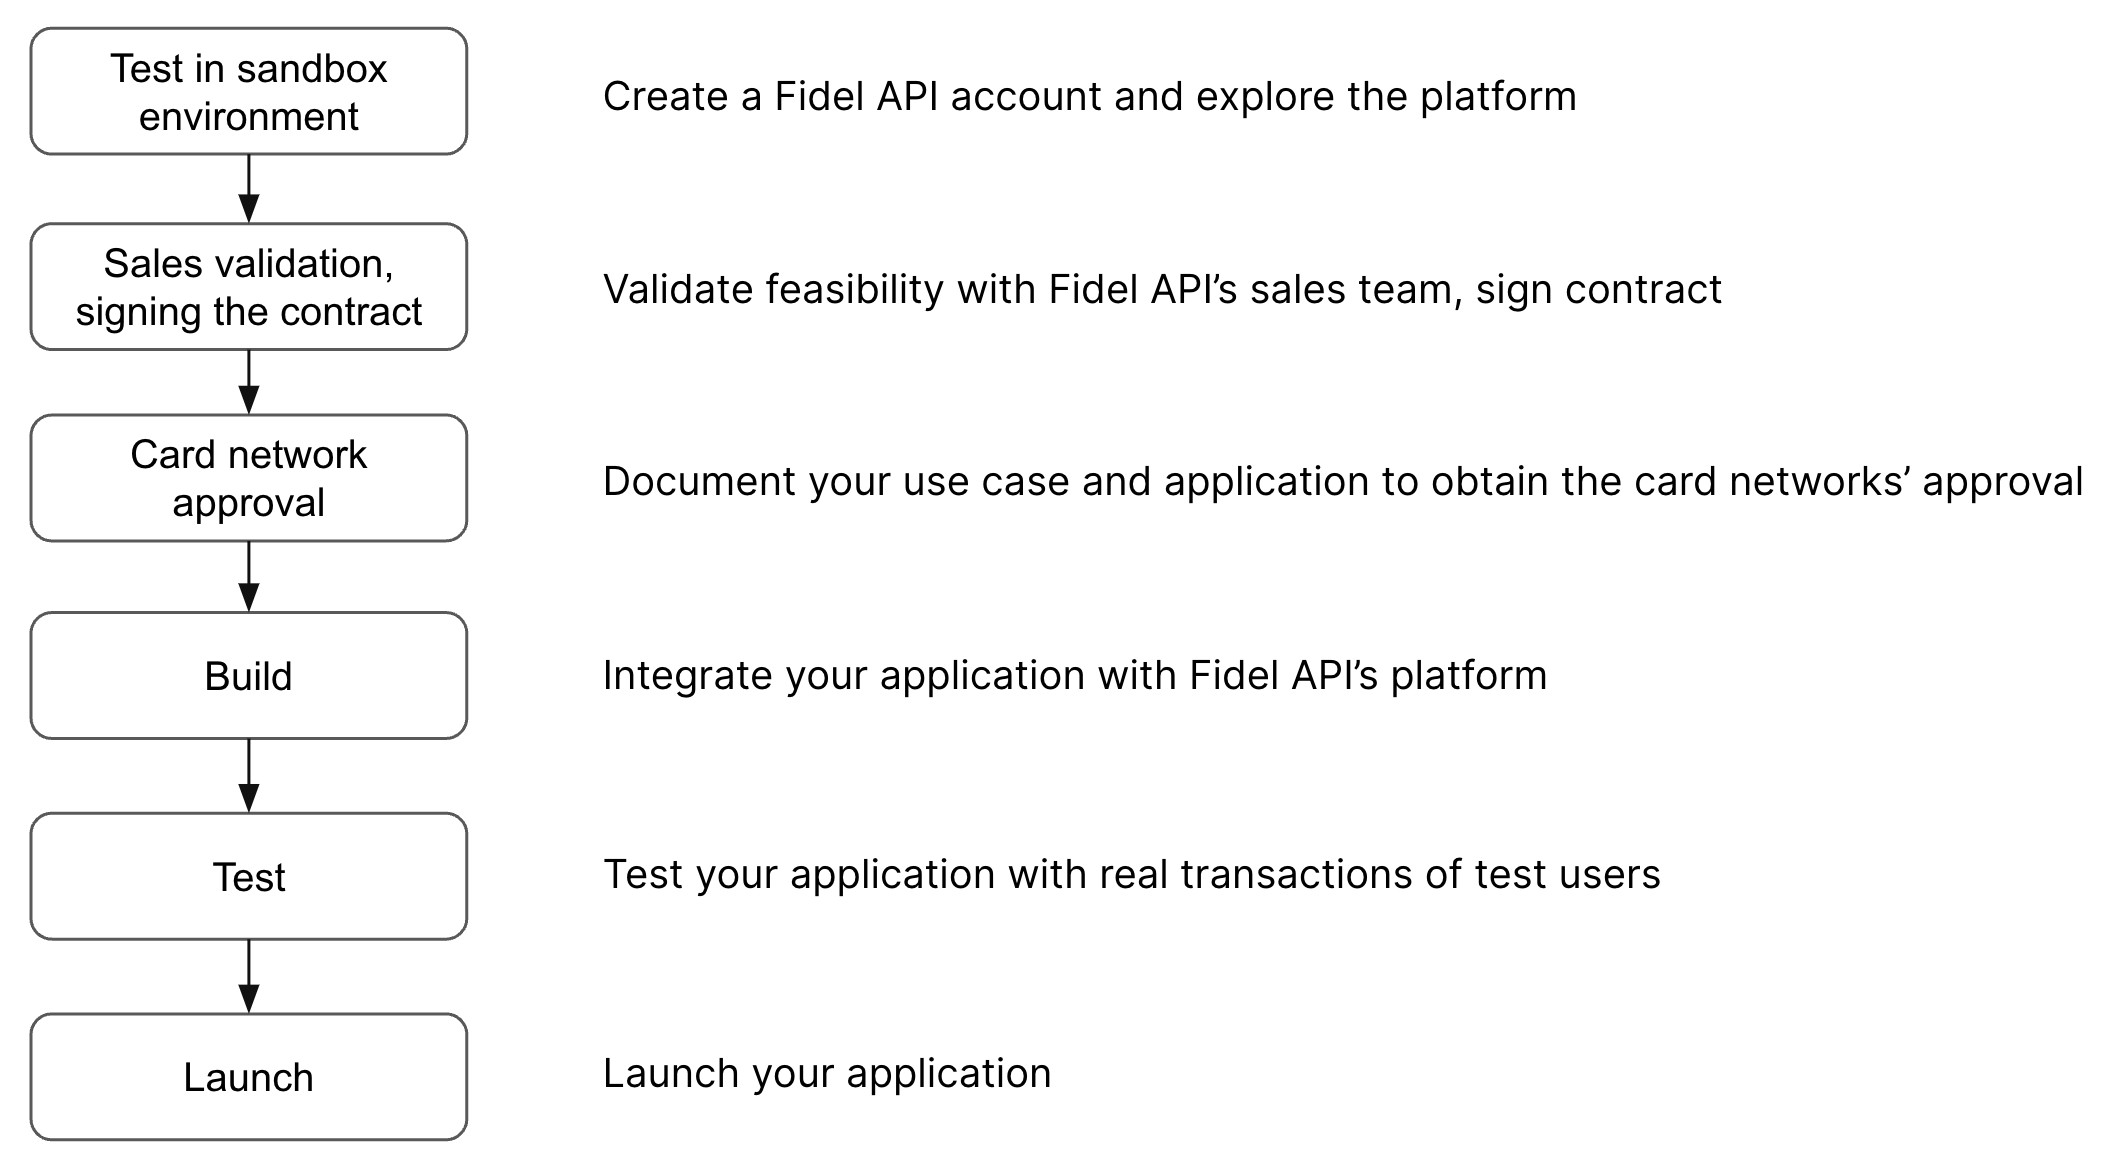 Test in sandbox
environment
Create a Fidel API account and explore the platform
Sales validation,
signing the contract
Validate feasibility with Fidel API’s sales team, sign contract
Card network
approval
Document your use case and application to obtain the card networks’ approval
Build
Integrate your application with Fidel API’s platform
Test
Test your application with real transactions of test users
Launch
Launch your application